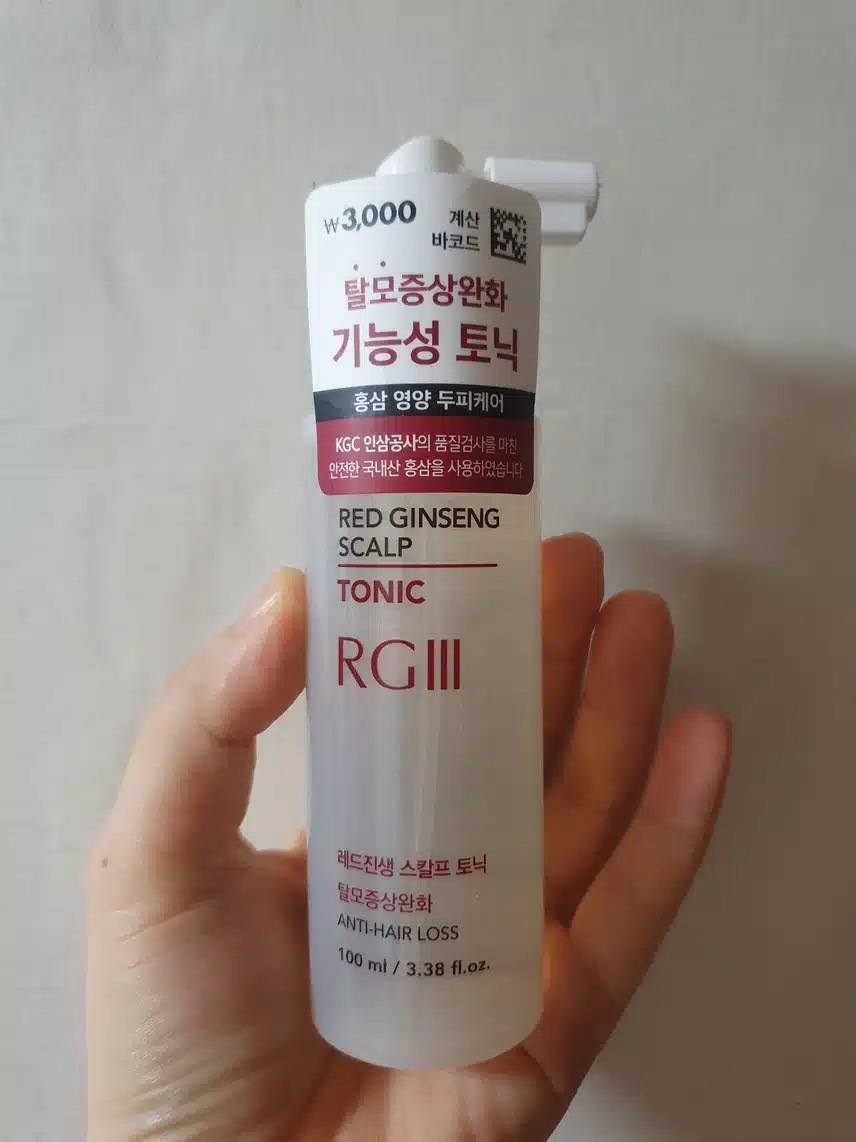 ₩3,000
계산
바코드
탈모증상완화
기능성 토닉
홍삼 영양 두피케어
KGC 인삼공사의 품질검사를 마친
안전한 국내산 홍삼을 사용하였습니다
RED GINSENG
SCALP
TONIC
RGIII
레드진생 스칼프 토닉
탈모증상완화
ANTI-HAIR LOSS
100 ml / 3.38 fl.oz.